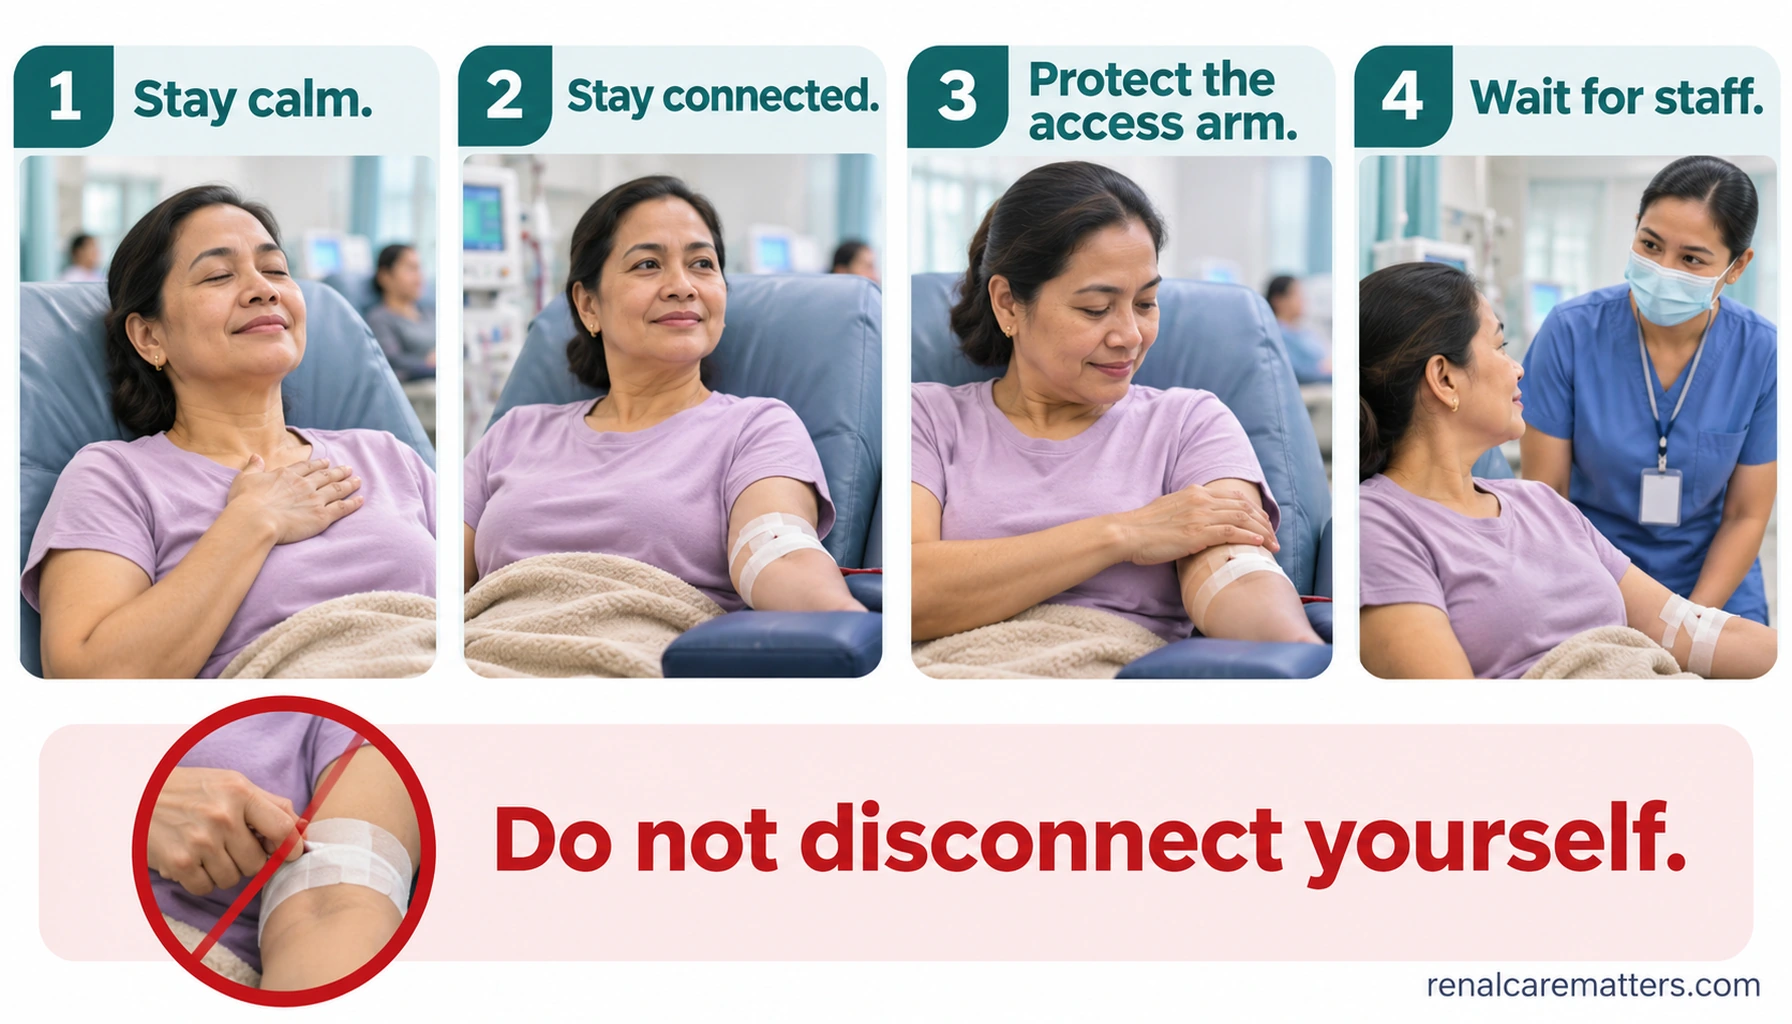 1 Stay calm.
2 Stay connected.
3 Protect the
access arm.
4 Wait for staff.
Do not disconnect yourself.
renalcarematters.com